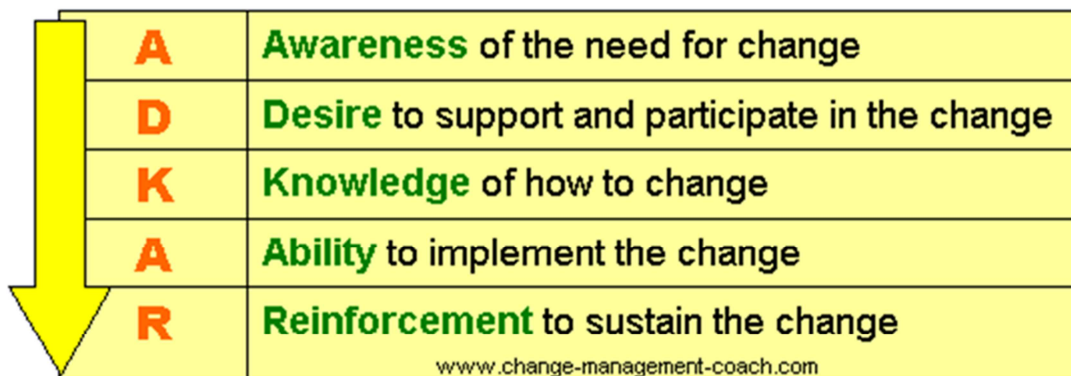 A Awareness of the need for change
D Desire to support and participate in the change
K Knowledge of how to change
A Ability to implement the change
R Reinforcement to sustain the change
www.change-management-coach.com